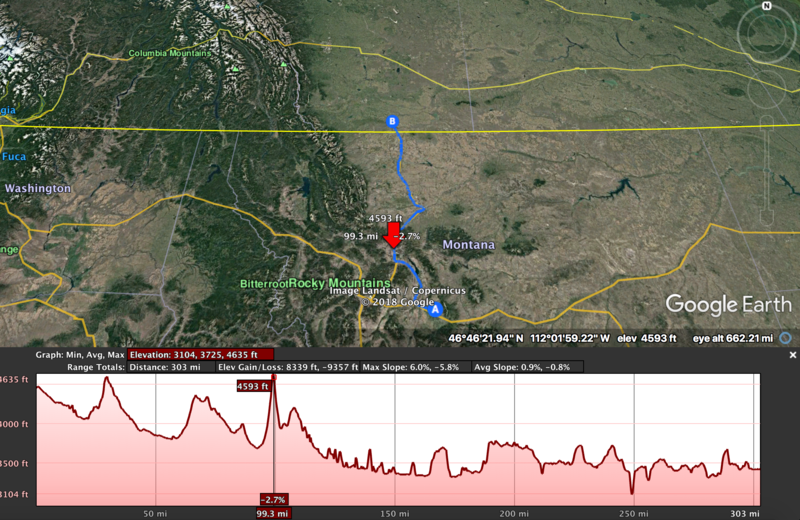 N
Columbia Mountains
gia
B
Fuca
Washington
4593 ft
99.3 mi
-2.7%
Montana
nge
BitterrootRocky Mountains
Image Landsat / Copernicus
© 2018 Google
A
Google Earth
46°46'21.94" N 112°01'59.22" W elev 4593 ft eye alt 662.21 mi
Graph: Min, Avg, Max Elevation: 3104, 3725, 4635 ft
Range Totals: Distance: 303 mi Elev Gain/Loss: 8339 ft, -9357 ft Max Slope: 6.0%, -5.8% Avg Slope: 0.9%, -0.8%
4635 ft
4593 ft
4000 ft
3500 ft
3104 ft
-2.7%
50 mi 99.3 mi 150 mi 200 mi 250 mi 303 mi